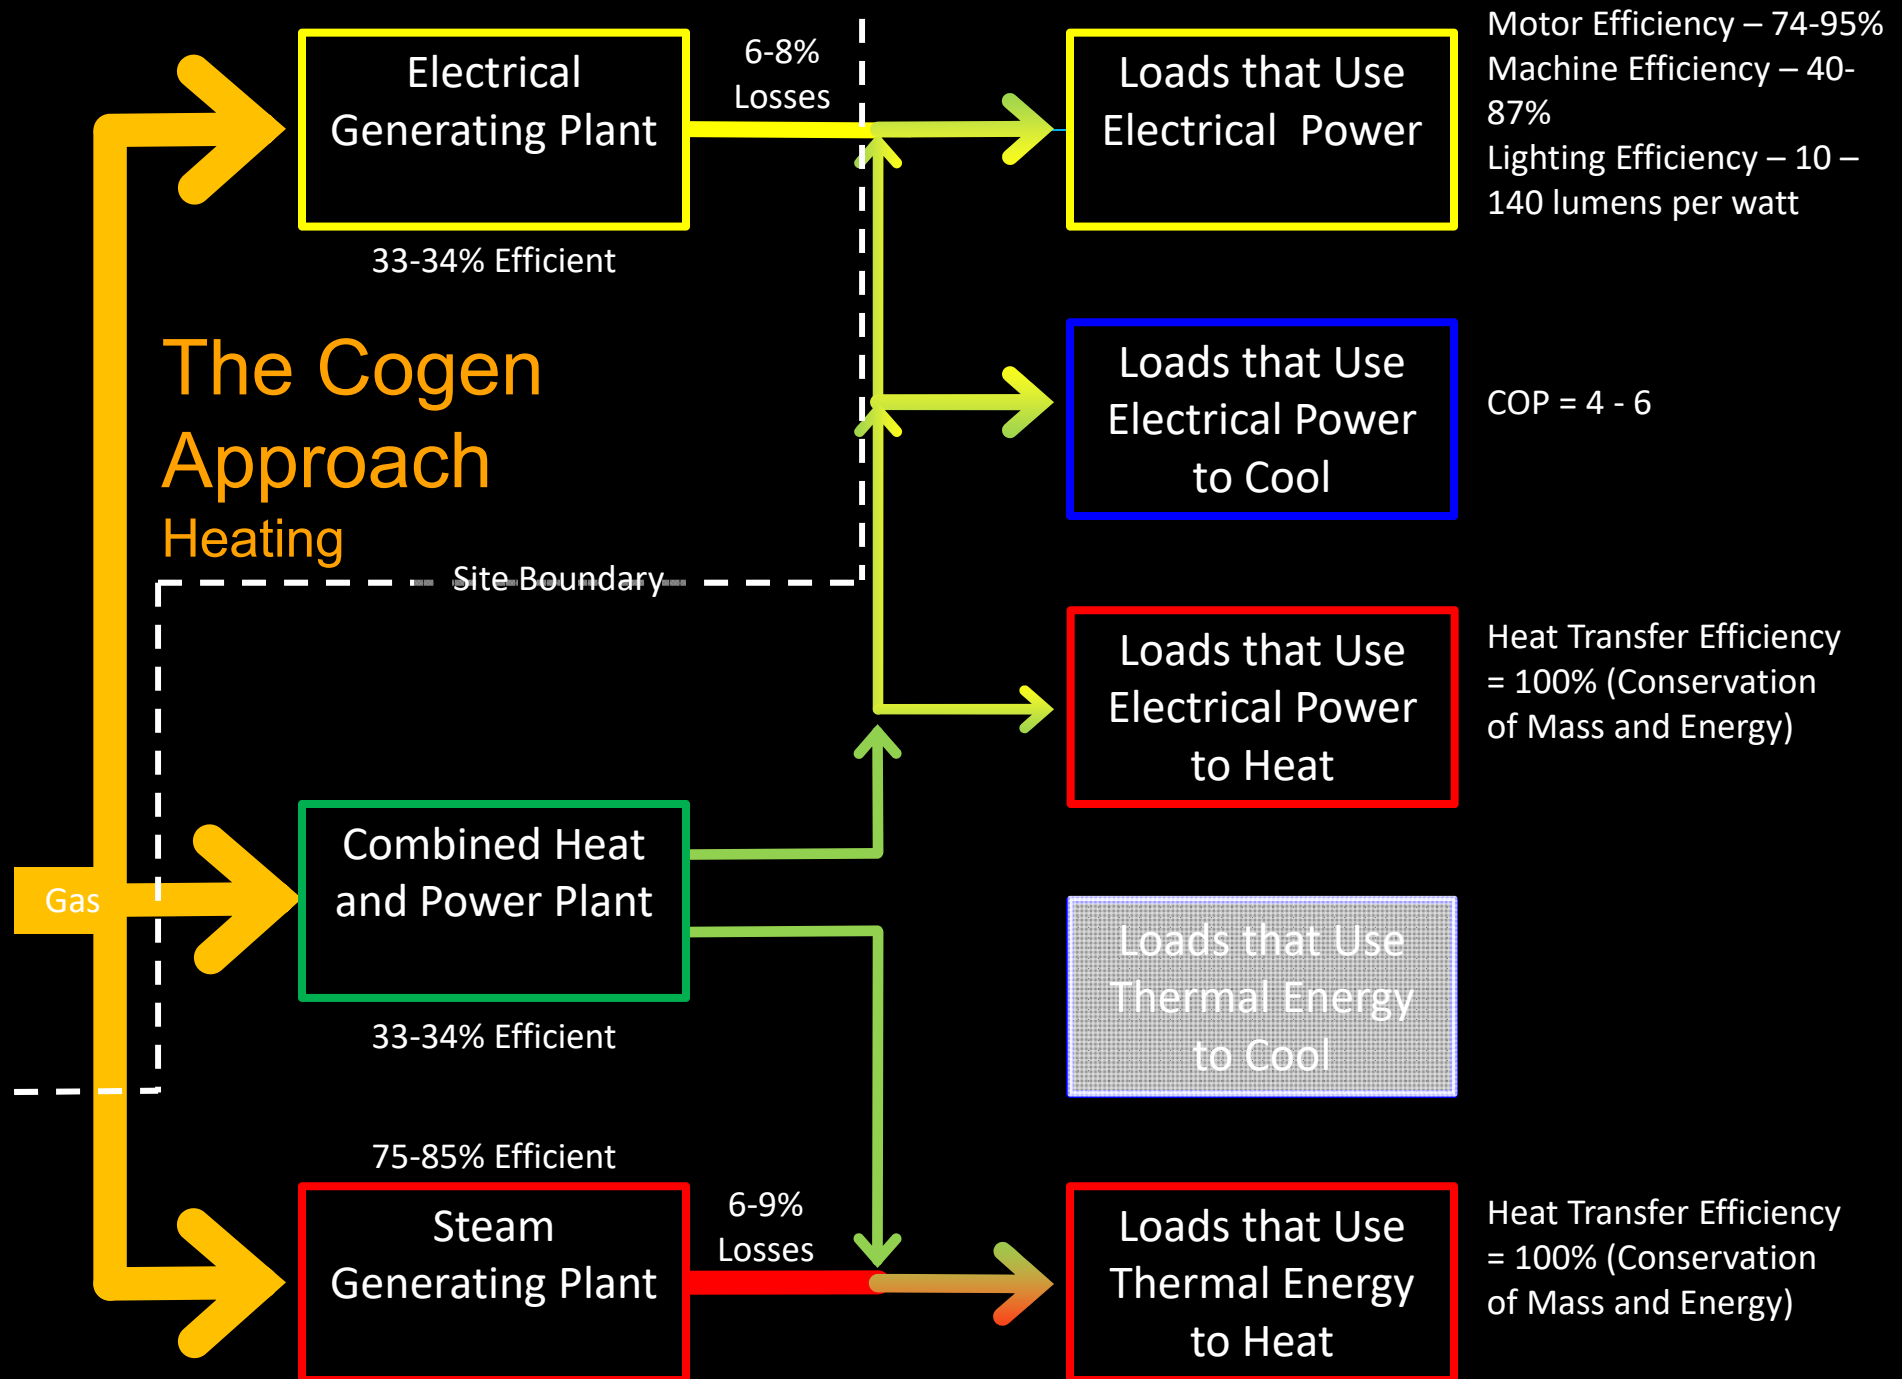 Electrical
Generating Plant
33-34% Efficient
6-8%
Losses
Loads that Use
Electrical Power
Motor Efficiency – 74-95%
Machine Efficiency – 40-
87%
Lighting Efficiency – 10 –
140 lumens per watt
The Cogen
Approach
Heating
Site Boundary
Loads that Use
Electrical Power
to Cool
COP = 4 - 6
Loads that Use
Electrical Power
to Heat
Heat Transfer Efficiency
= 100% (Conservation
of Mass and Energy)
Gas
Combined Heat
and Power Plant
33-34% Efficient
Loads that Use
Thermal Energy
to Cool
75-85% Efficient
Steam
Generating Plant
6-9%
Losses
Loads that Use
Thermal Energy
to Heat
Heat Transfer Efficiency
= 100% (Conservation
of Mass and Energy)